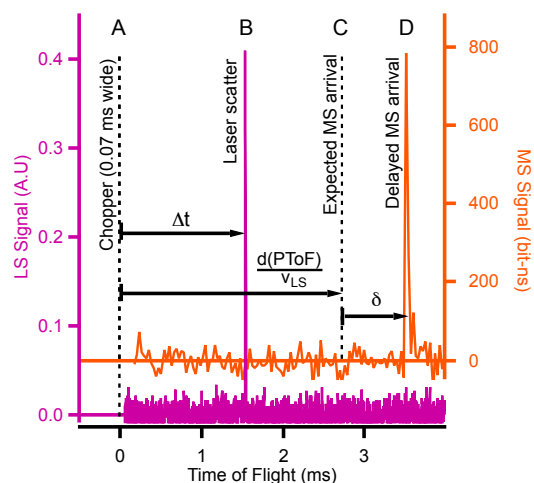 A B C D
LS Signal (A.U)
0.4
0.3
0.2
0.1
0.0
Chopper (0.07 ms wide)
Laser scatter
Expected MS arrival
Delayed MS arrival
Δt
d(PToF)
v_LS
δ
800
600
400
200
0
MS Signal (bit-ns)
0 1 2 3
Time of Flight (ms)